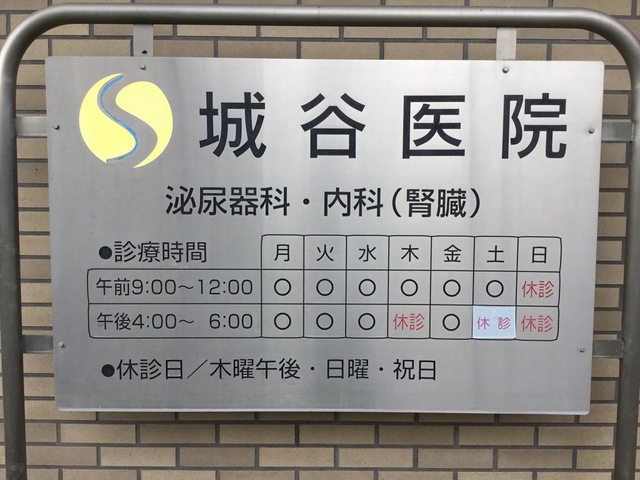 城谷医院
泌尿器科・内科(腎臓)
●診療時間 月 火 水 木 金 土 日
午前9:00〜12:00 ○ ○ ○ ○ ○ ○ 休診
午後4:00〜 6:00 ○ ○ ○ 休診 ○ 休診 休診
●休診日／木曜午後・日曜・祝日